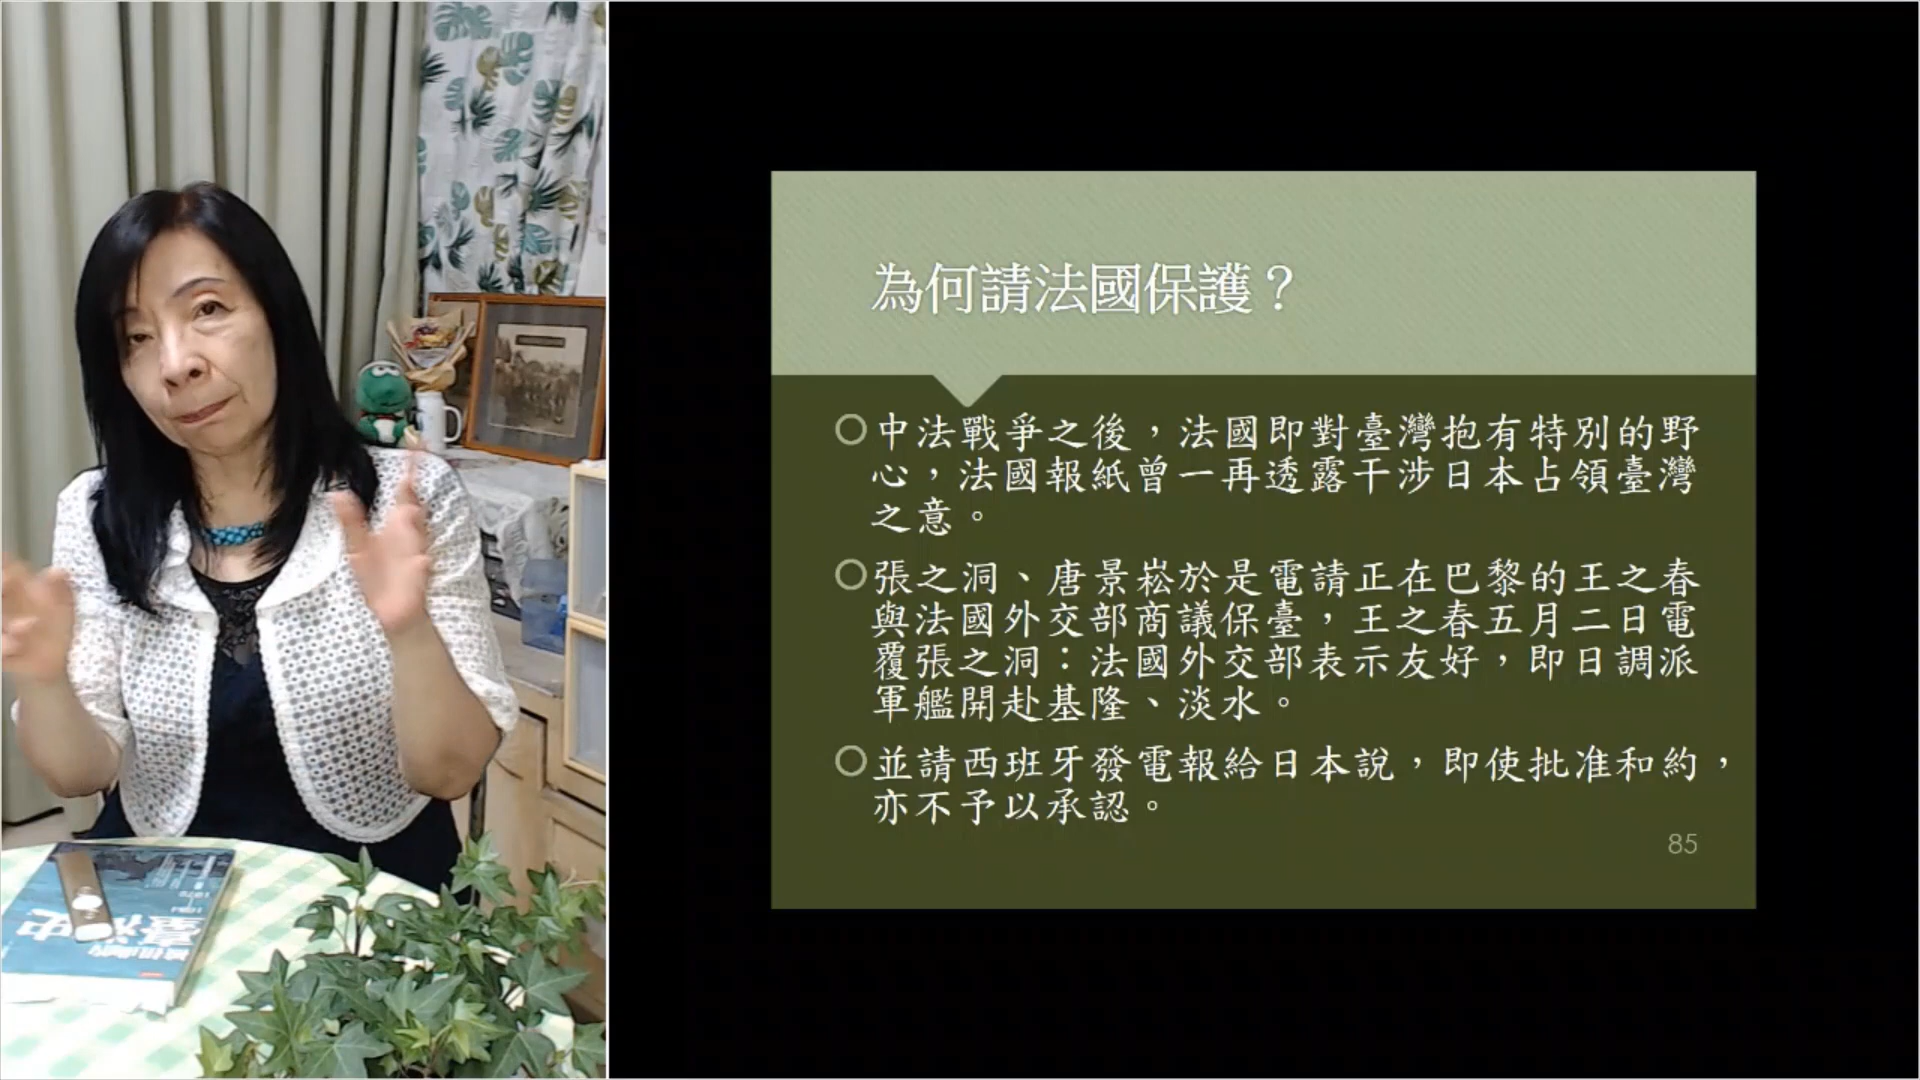 為何請法國保護？
中法戰爭之後，法國即對臺灣抱有特別的野
心，法國報紙曾一再透露干涉日本占領臺灣
之意。
張之洞、唐景崧於是電請正在巴黎的王之春
與法國外交部商議保臺，王之春五月二日電
覆張之洞：法國外交部表示友好，即日調派
軍艦開赴基隆、淡水。
並請西班牙發電報給日本說，即使批准和約，
亦不予以承認。
85